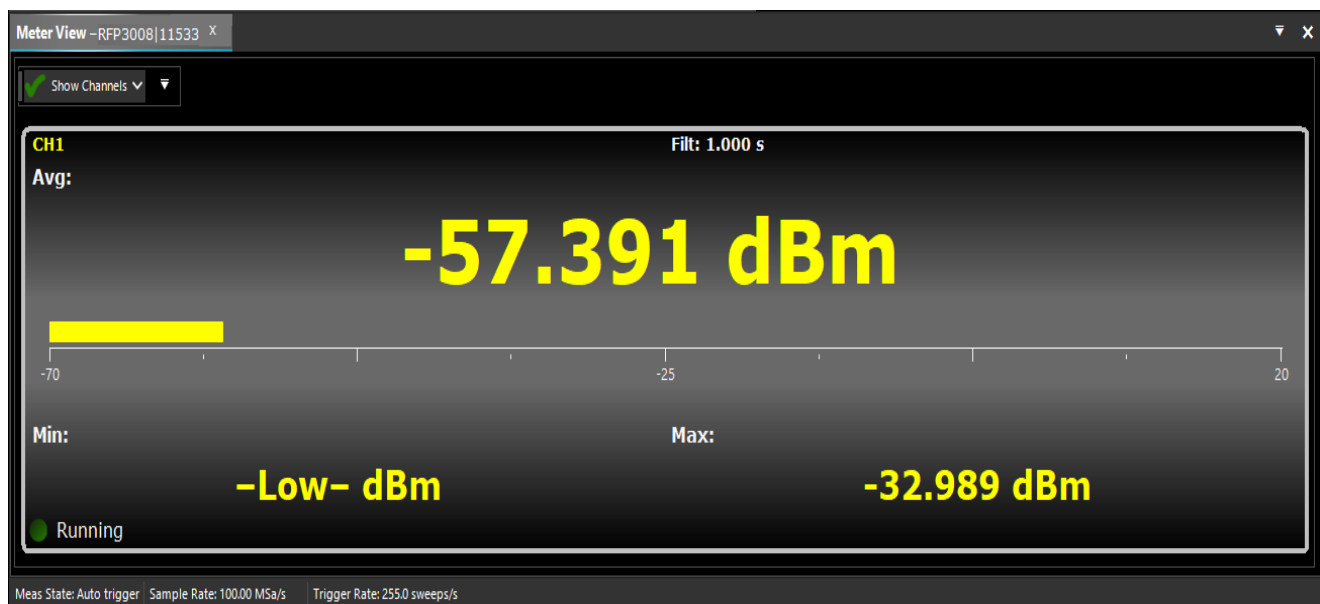 Meter View –RFP3008|11533 X
Show Channels
CH1 Filt: 1.000 s
Avg:
-57.391 dBm
-70 -25 20
Min: Max:
–Low– dBm -32.989 dBm
Running
Meas State: Auto trigger Sample Rate: 100.00 MSa/s Trigger Rate: 255.0 sweeps/s